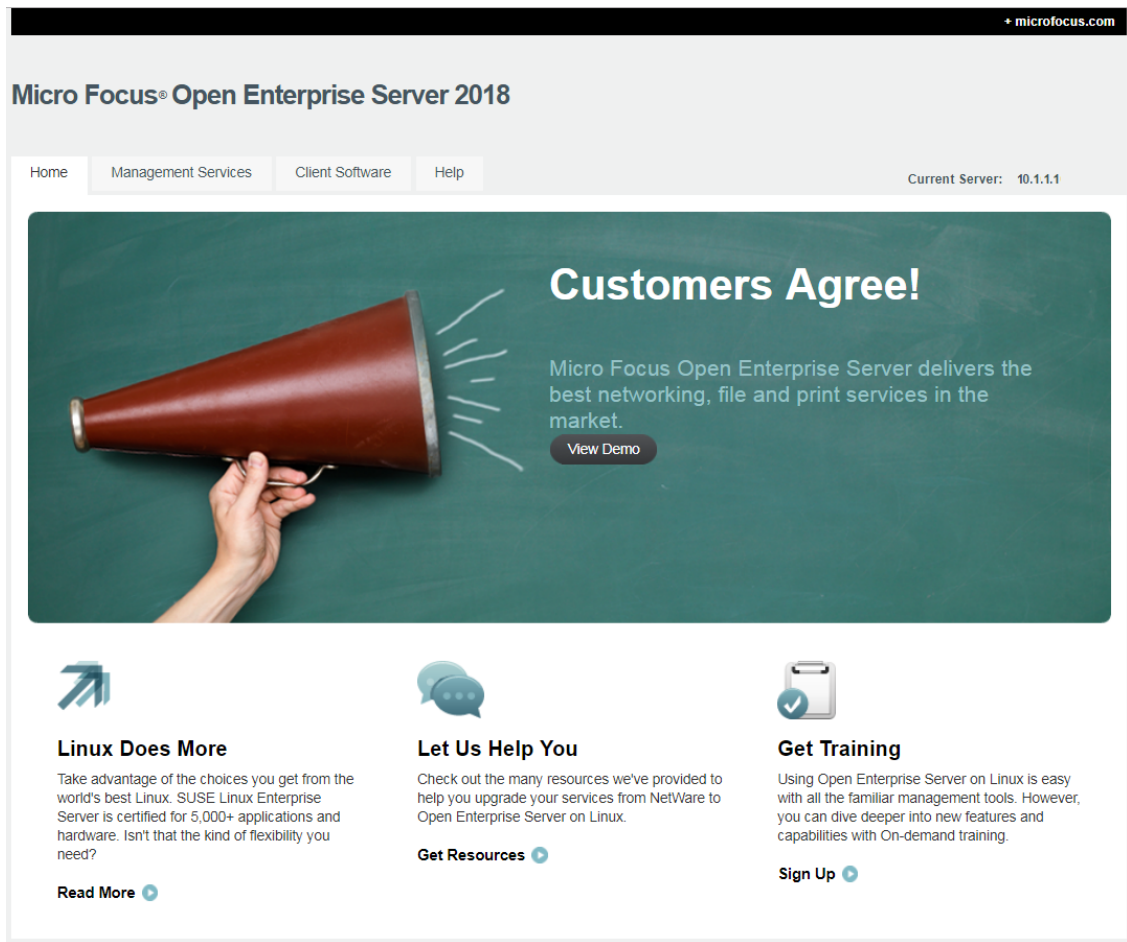 + microfocus.com
Micro Focus® Open Enterprise Server 2018
Home Management Services Client Software Help
Current Server: 10.1.1.1
Customers Agree!
Micro Focus Open Enterprise Server delivers the
best networking, file and print services in the
market.
View Demo
Linux Does More
Take advantage of the choices you get from the
world's best Linux. SUSE Linux Enterprise
Server is certified for 5,000+ applications and
hardware. Isn't that the kind of flexibility you
need?
Read More
Let Us Help You
Check out the many resources we've provided to
help you upgrade your services from NetWare to
Open Enterprise Server on Linux.
Get Resources
Get Training
Using Open Enterprise Server on Linux is easy
with all the familiar management tools. However,
you can dive deeper into new features and
capabilities with On-demand training.
Sign Up